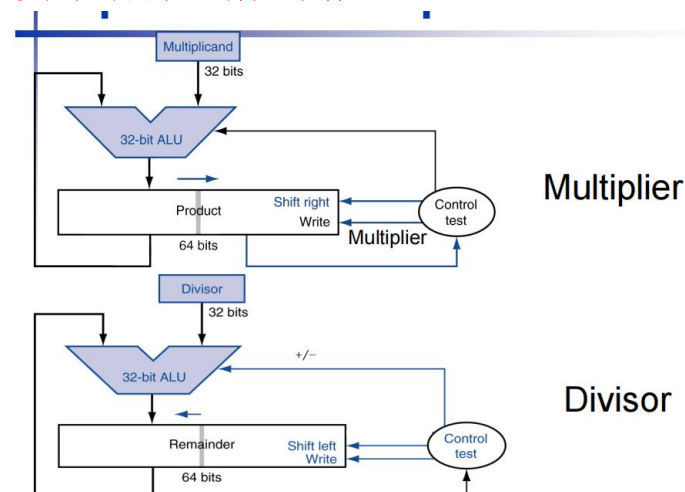 Multiplicand
32 bits
32-bit ALU
Multiplier
Product
Shift right
Write
Control
test
Multiplier
64 bits
Divisor
32 bits
+/−
32-bit ALU
Divisor
Remainder
Shift left
Write
Control
test
64 bits